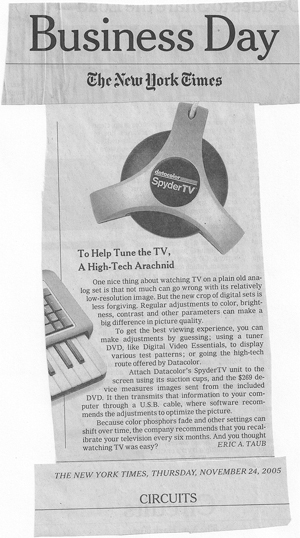 Business Day
The New York Times
datacolor
SpyderTV
To Help Tune the TV,
A High-Tech Arachnid
One nice thing about watching TV on a plain old ana-
log set is that not much can go wrong with its relatively
low-resolution image. But the new crop of digital sets is
less forgiving. Regular adjustments to color, bright-
ness, contrast and other parameters can make a
big difference in picture quality.
To get the best viewing experience, you can
make adjustments by guessing; using a tuner
DVD, like Digital Video Essentials, to display
various test patterns; or going the high-tech
route offered by Datacolor.
Attach Datacolor's SpyderTV unit to the
screen using its suction cups, and the $269 de-
vice measures images sent from the included
DVD. It then transmits that information to your com-
puter through a U.S.B. cable, where software recom-
mends the adjustments to optimize the picture.
Because color phosphors fade and other settings can
shift over time, the company recommends that you recal-
ibrate your television every six months. And you thought
watching TV was easy? ERIC A. TAUB
THE NEW YORK TIMES, THURSDAY, NOVEMBER 24, 2005
CIRCUITS